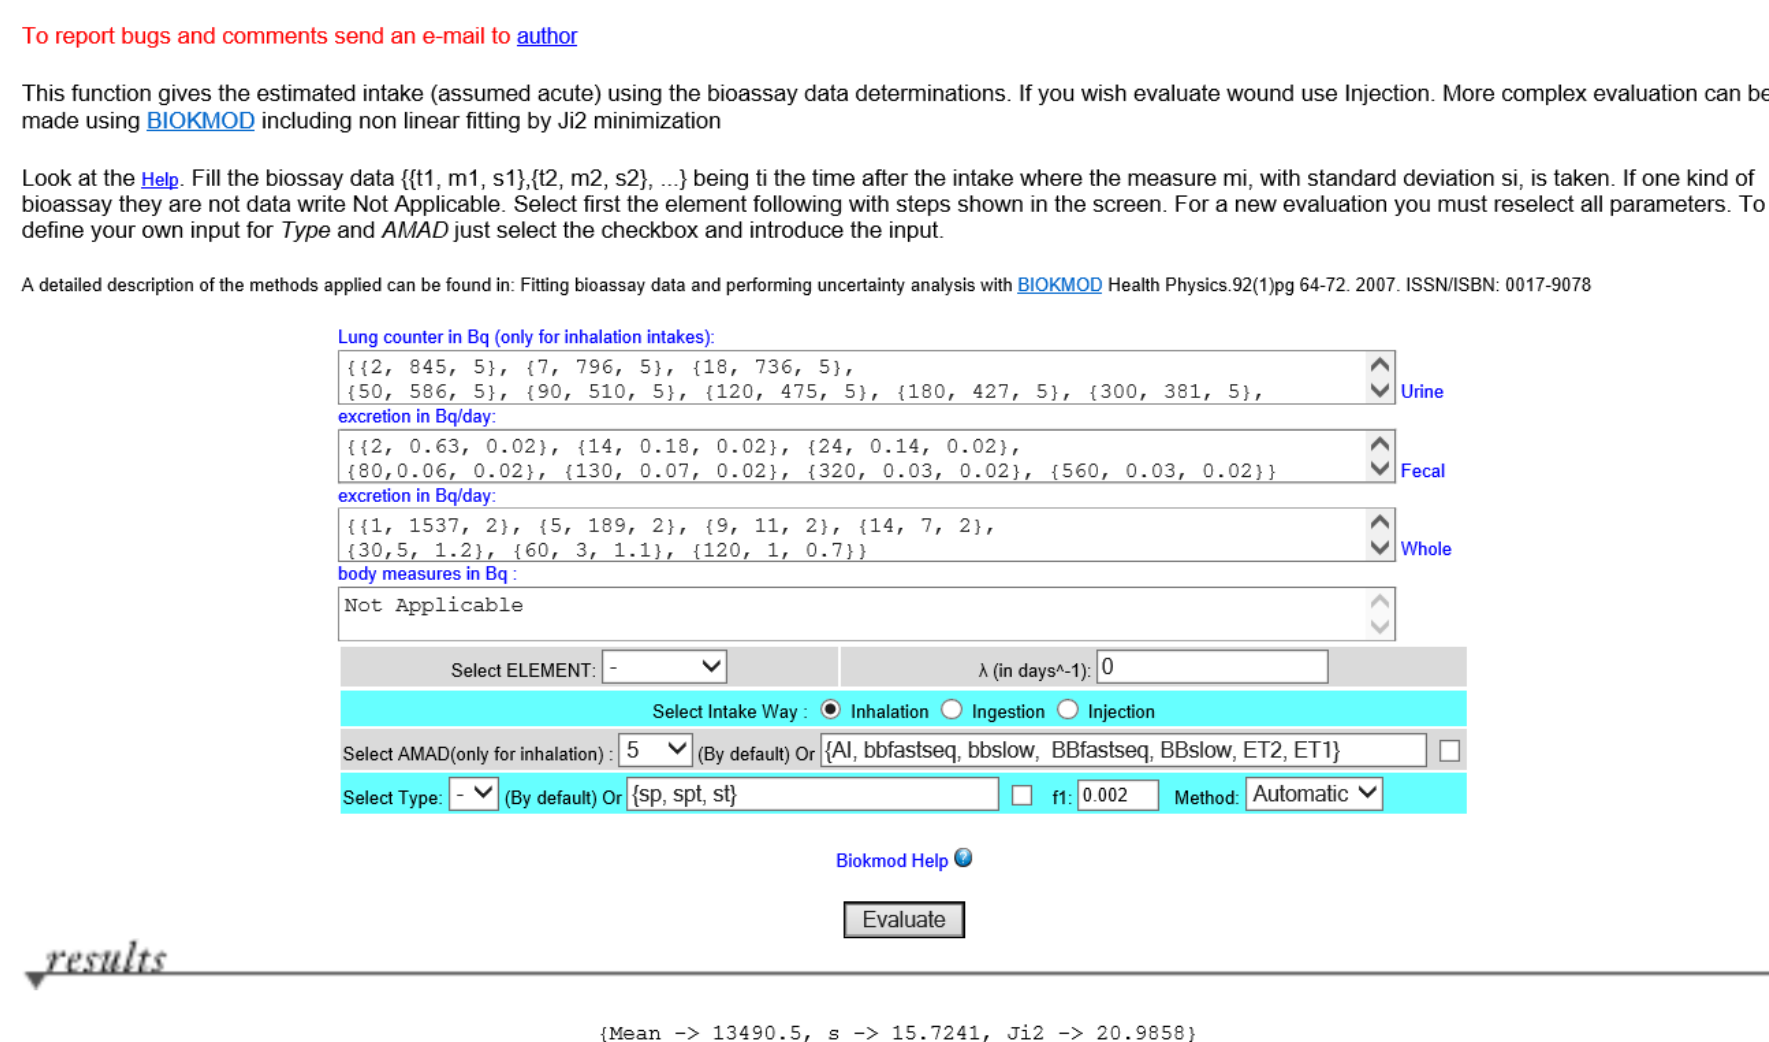 To report bugs and comments send an e-mail to author
This function gives the estimated intake (assumed acute) using the bioassay data determinations. If you wish evaluate wound use Injection. More complex evaluation can be
made using BIOKMOD including non linear fitting by Ji2 minimization
Look at the Help. Fill the biossay data {{t1, m1, s1},{t2, m2, s2}, ...} being ti the time after the intake where the measure mi, with standard deviation si, is taken. If one kind of
bioassay they are not data write Not Applicable. Select first the element following with steps shown in the screen. For a new evaluation you must reselect all parameters. To
define your own input for Type and AMAD just select the checkbox and introduce the input.
A detailed description of the methods applied can be found in: Fitting bioassay data and performing uncertainty analysis with BIOKMOD Health Physics.92(1)pg 64-72. 2007. ISSN/ISBN: 0017-9078
Lung counter in Bq (only for inhalation intakes):
{{2, 845, 5}, {7, 796, 5}, {18, 736, 5},
{50, 586, 5}, {90, 510, 5}, {120, 475, 5}, {180, 427, 5}, {300, 381, 5}, Urine
excretion in Bq/day:
{{2, 0.63, 0.02}, {14, 0.18, 0.02}, {24, 0.14, 0.02},
{80,0.06, 0.02}, {130, 0.07, 0.02}, {320, 0.03, 0.02}, {560, 0.03, 0.02}} Fecal
excretion in Bq/day:
{{1, 1537, 2}, {5, 189, 2}, {9, 11, 2}, {14, 7, 2},
{30,5, 1.2}, {60, 3, 1.1}, {120, 1, 0.7}} Whole
body measures in Bq :
Not Applicable
Select ELEMENT: - λ (in days^-1): 0
Select Intake Way : Inhalation Ingestion Injection
Select AMAD(only for inhalation) : 5 (By default) Or {AI, bbfastseq, bbslow, BBfastseq, BBslow, ET2, ET1}
Select Type: - (By default) Or {sp, spt, st} f1: 0.002 Method: Automatic
Biokmod Help ?
Evaluate
results
{Mean -> 13490.5, s -> 15.7241, Ji2 -> 20.9858}